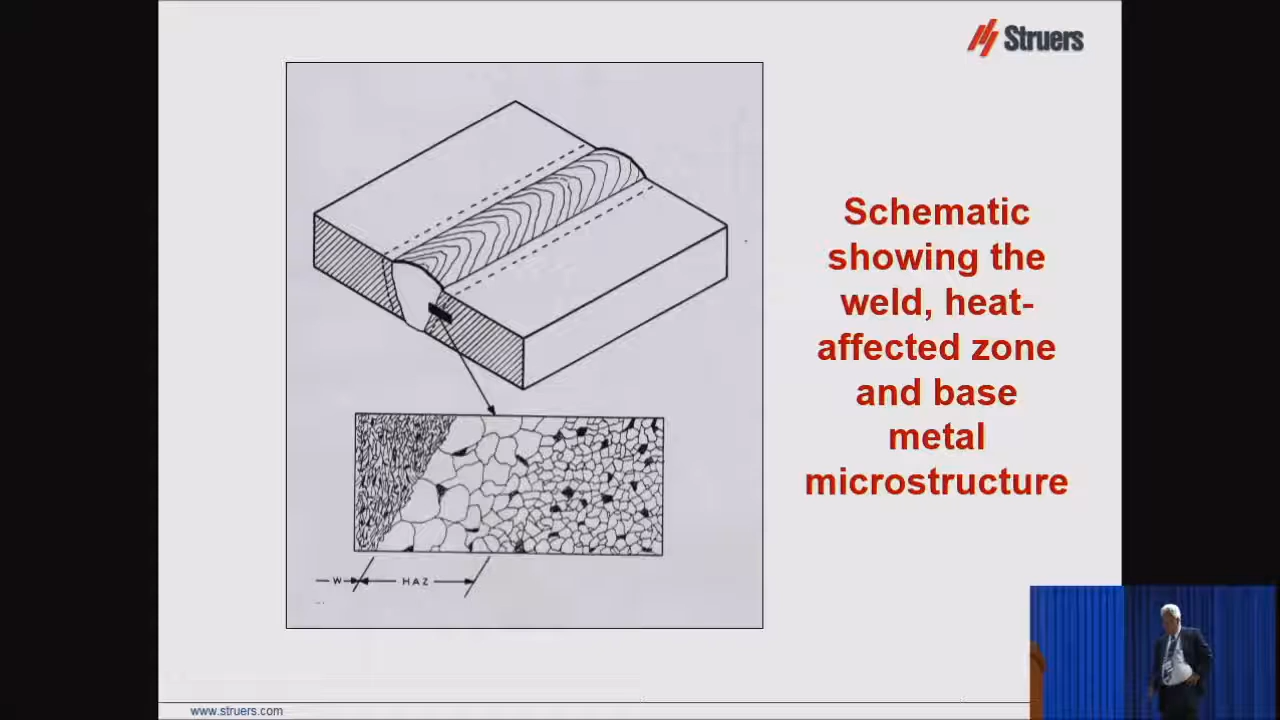 Struers
Schematic
showing the
weld, heat-
affected zone
and base
metal
microstructure
W
HAZ
www.struers.com